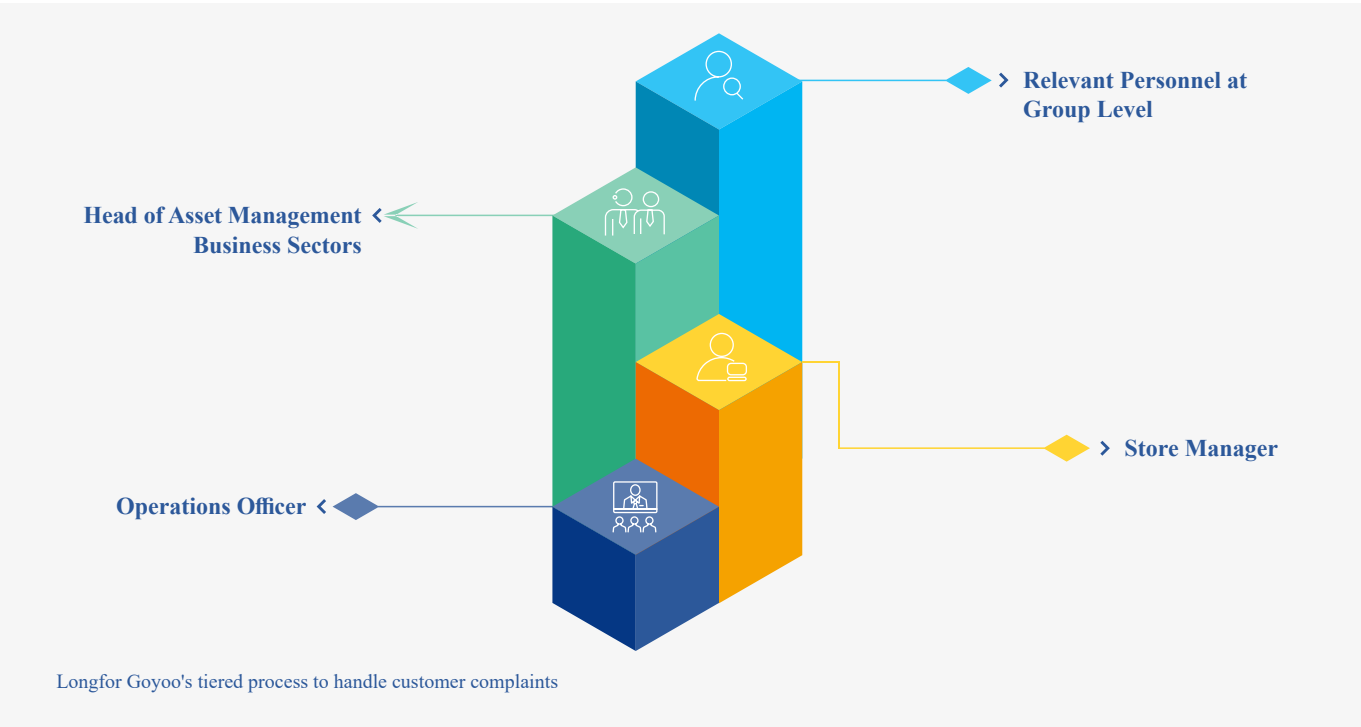 Relevant Personnel at
Group Level
Head of Asset Management
Business Sectors
Store Manager
Operations Officer
Longfor Goyoo's tiered process to handle customer complaints